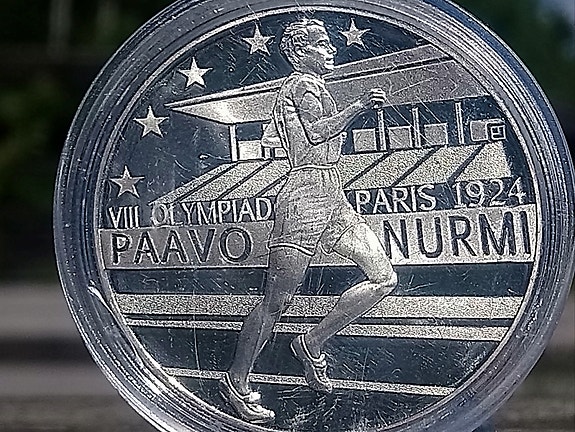 VIII OLYMPIAD PARIS 1924
PAAVO NURMI